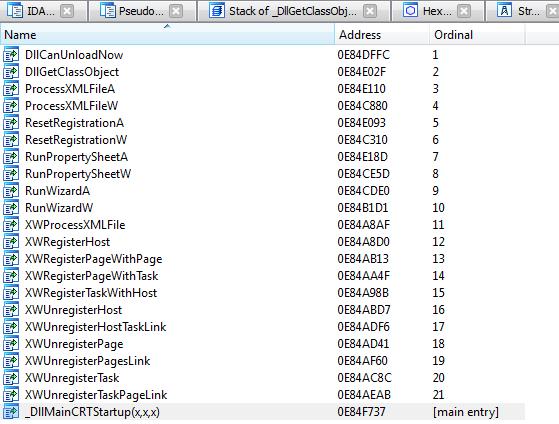 IDA... Pseudo... Stack of _DllGetClassObj... Hex... Str...
Name Address Ordinal
DllCanUnloadNow 0E84DFFC 1
DllGetClassObject 0E84E02F 2
ProcessXMLFileA 0E84E110 3
ProcessXMLFileW 0E84C880 4
ResetRegistrationA 0E84E093 5
ResetRegistrationW 0E84C310 6
RunPropertySheetA 0E84E18D 7
RunPropertySheetW 0E84CE5D 8
RunWizardA 0E84CDE0 9
RunWizardW 0E84B1D1 10
XWProcessXMLFile 0E84A8AF 11
XWRegisterHost 0E84A8D0 12
XWRegisterPageWithPage 0E84AB13 13
XWRegisterPageWithTask 0E84AA4F 14
XWRegisterTaskWithHost 0E84A98B 15
XWUnregisterHost 0E84ABD7 16
XWUnregisterHostTaskLink 0E84ADF6 17
XWUnregisterPage 0E84AD41 18
XWUnregisterPagesLink 0E84AF60 19
XWUnregisterTask 0E84AC8C 20
XWUnregisterTaskPageLink 0E84AEAB 21
_DllMainCRTStartup(x,x,x) 0E84F737 [main entry]